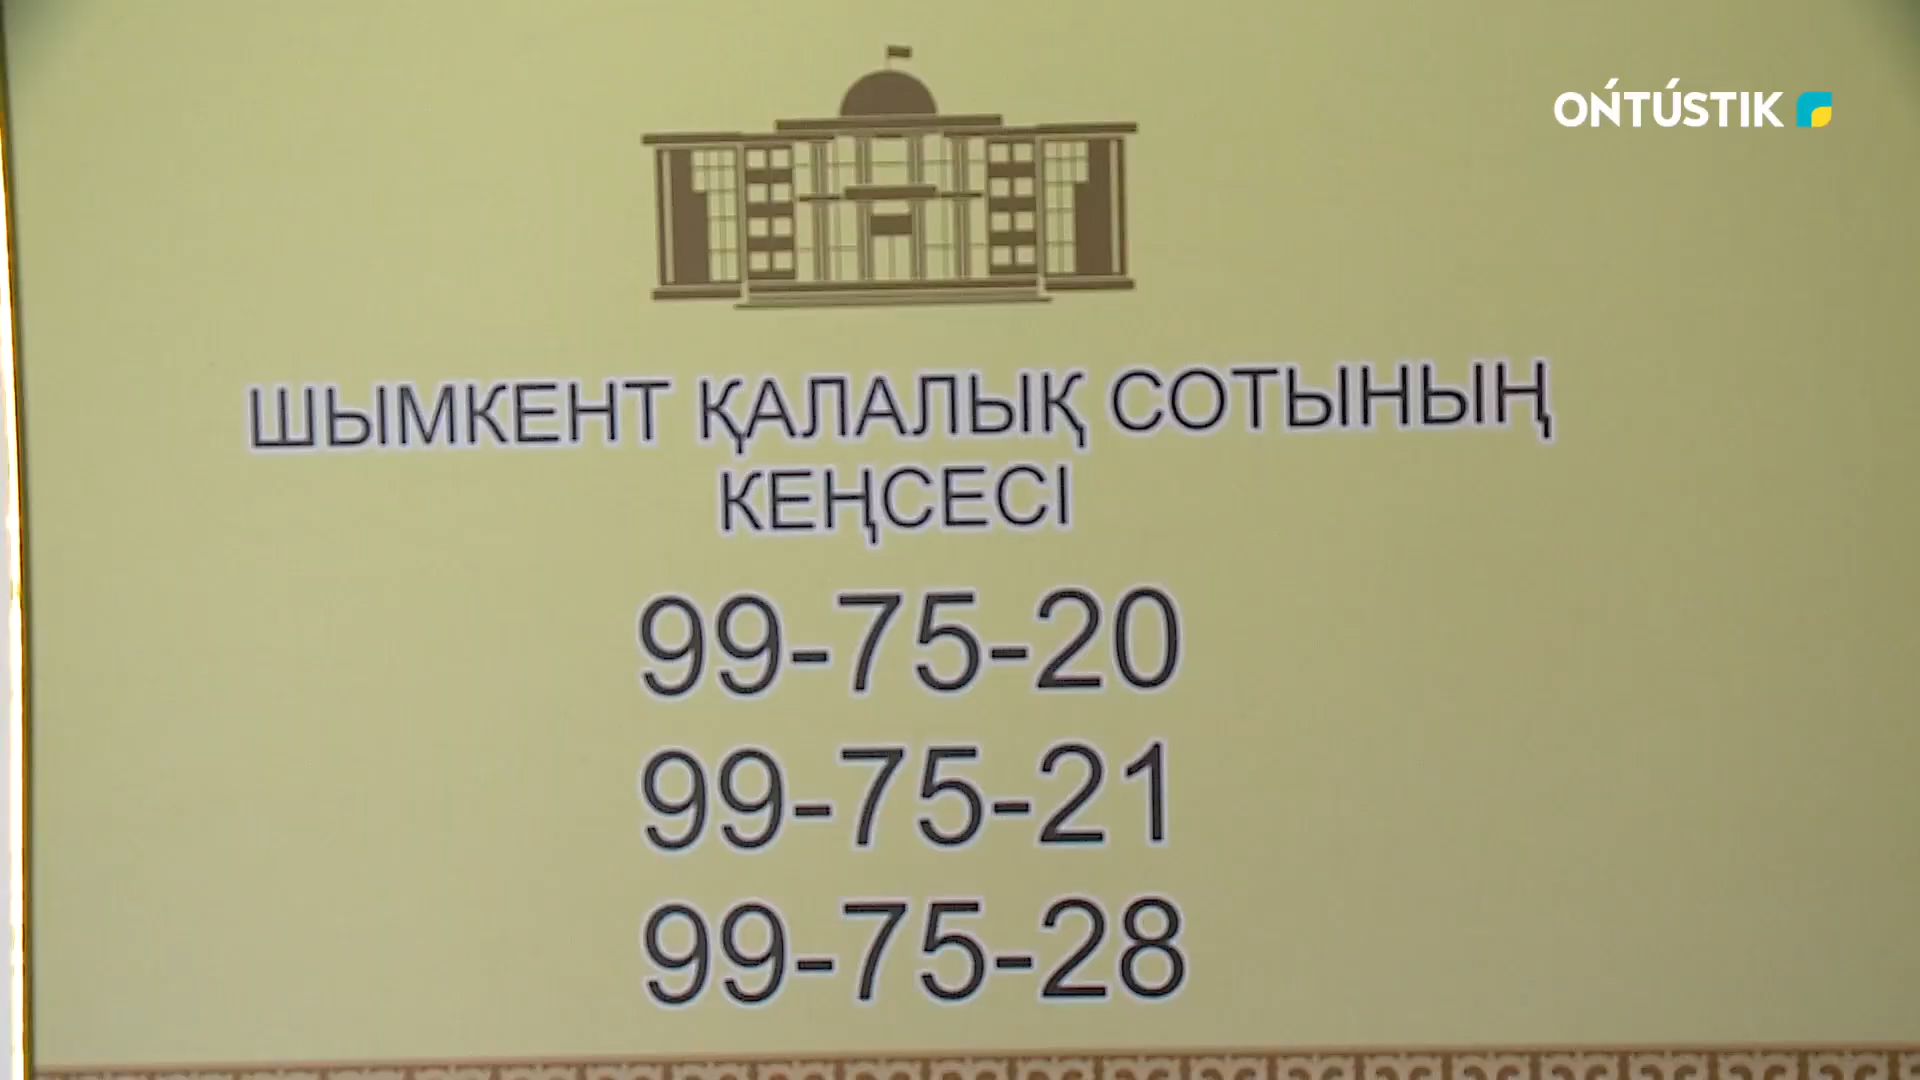 OŃTÚSTIK
ШЫМКЕНТ ҚАЛАЛЫҚ СОТЫНЫҢ
КЕҢСЕСІ
99-75-20
99-75-21
99-75-28